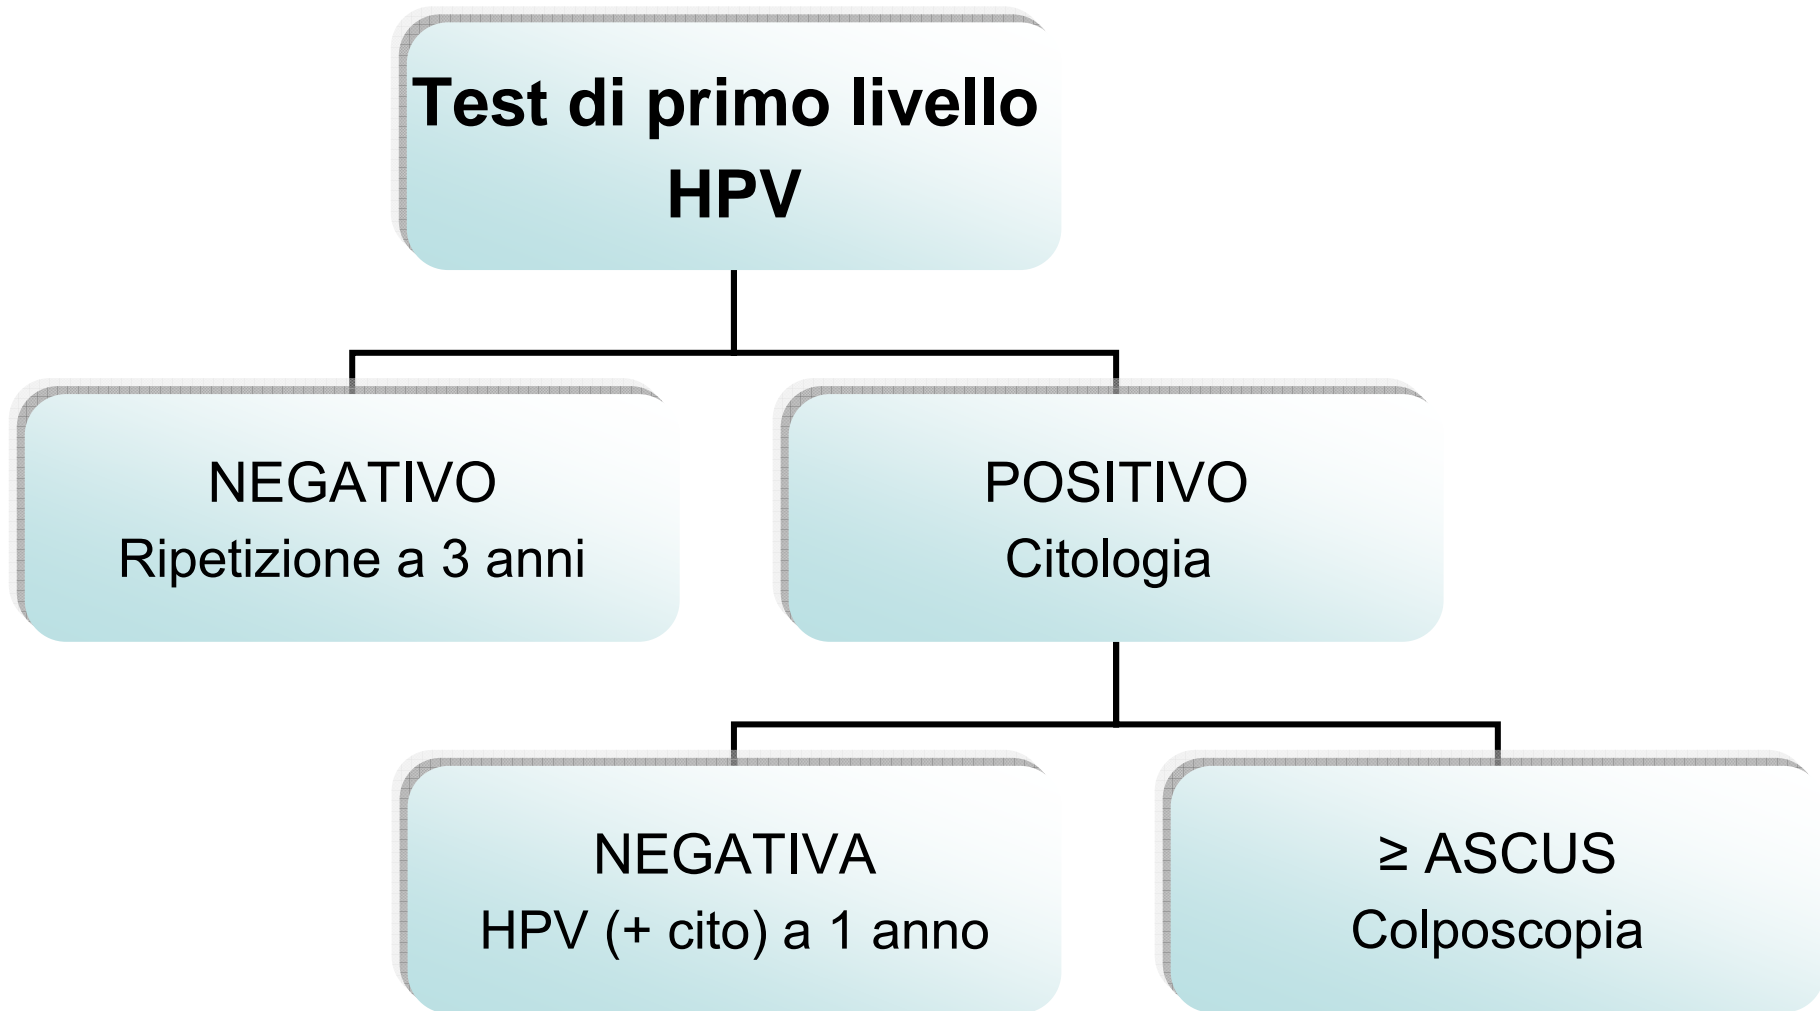 Test di primo livello
HPV
NEGATIVO
Ripetizione a 3 anni
POSITIVO
Citologia
NEGATIVA
HPV (+ cito) a 1 anno
≥ ASCUS
Colposcopia